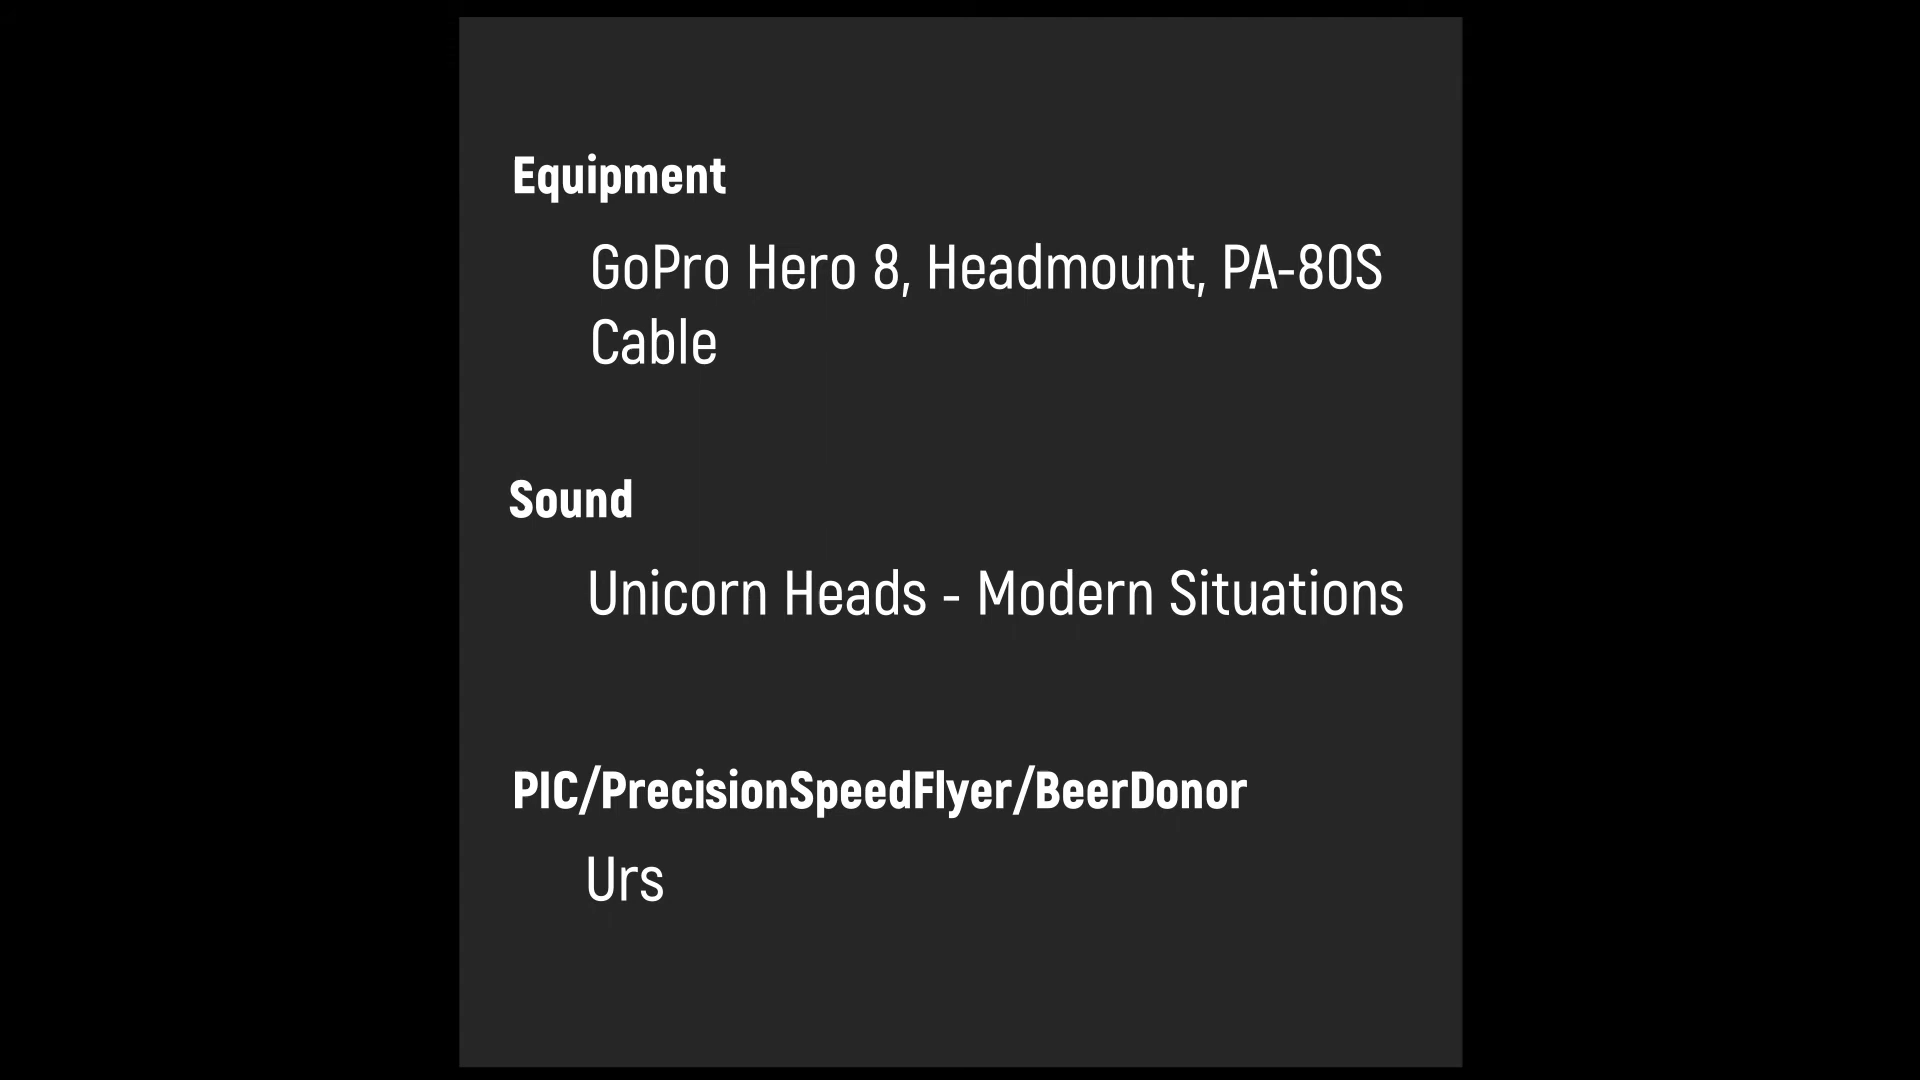 Equipment
GoPro Hero 8, Headmount, PA-80S
Cable
Sound
Unicorn Heads - Modern Situations
PIC/PrecisionSpeedFlyer/BeerDonor
Urs